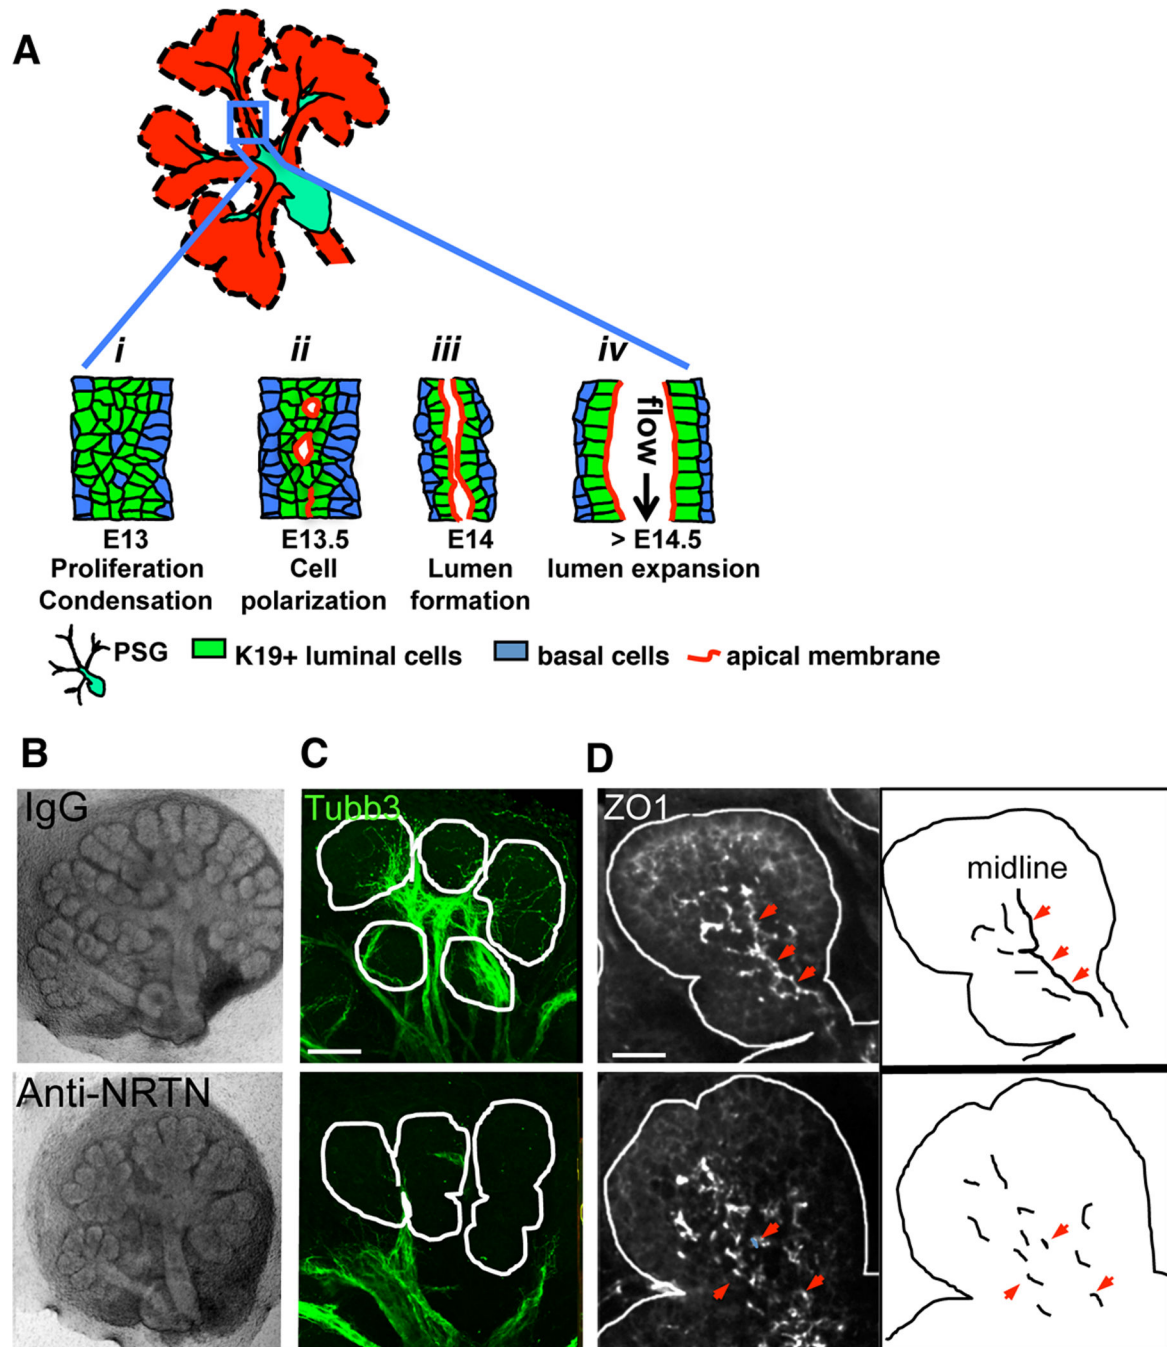 A
i ii iii iv
flow
E13 E13.5 E14 > E14.5
Proliferation Cell Lumen lumen expansion
Condensation polarization formation
PSG K19+ luminal cells basal cells apical membrane
B C D
IgG Tubb3 ZO1
midline
Anti-NRTN